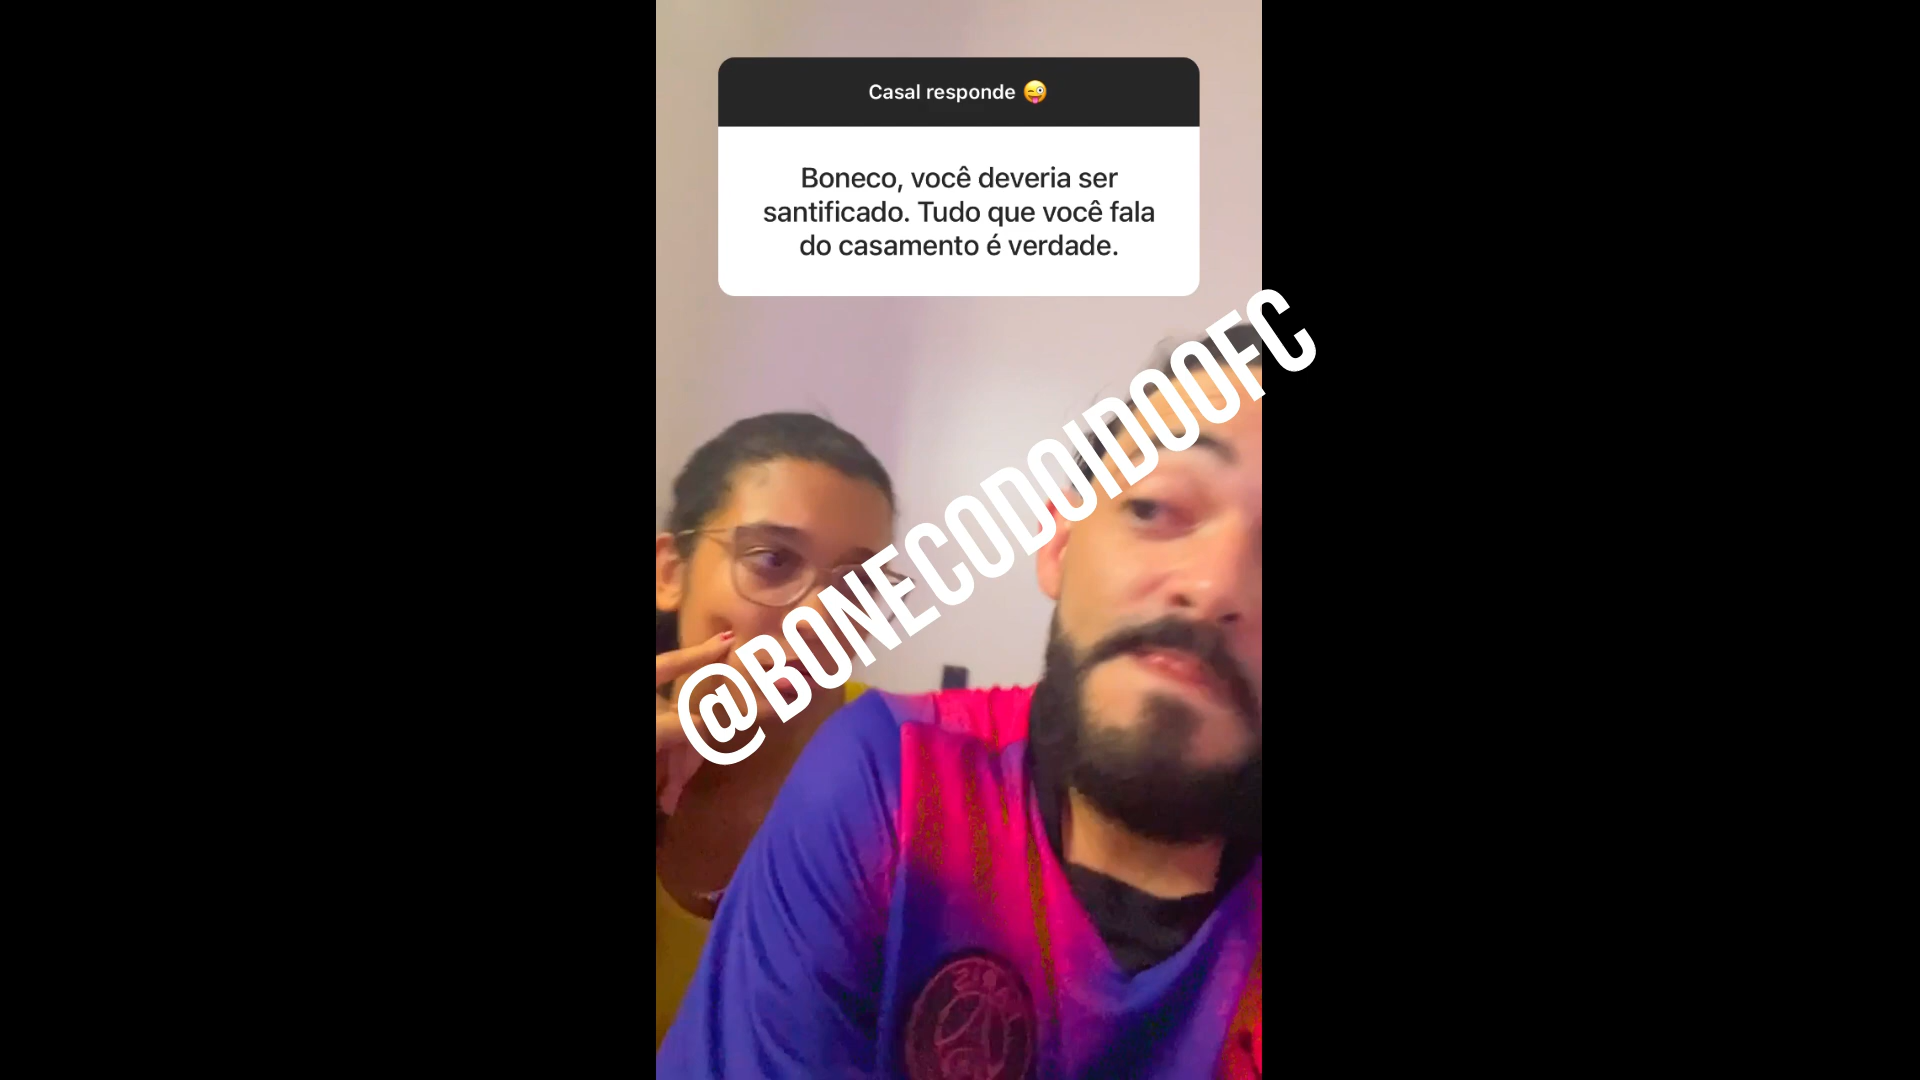 Casal responde 😜
Boneco, você deveria ser
santificado. Tudo que você fala
do casamento é verdade.
@BONECODOIDOOFC